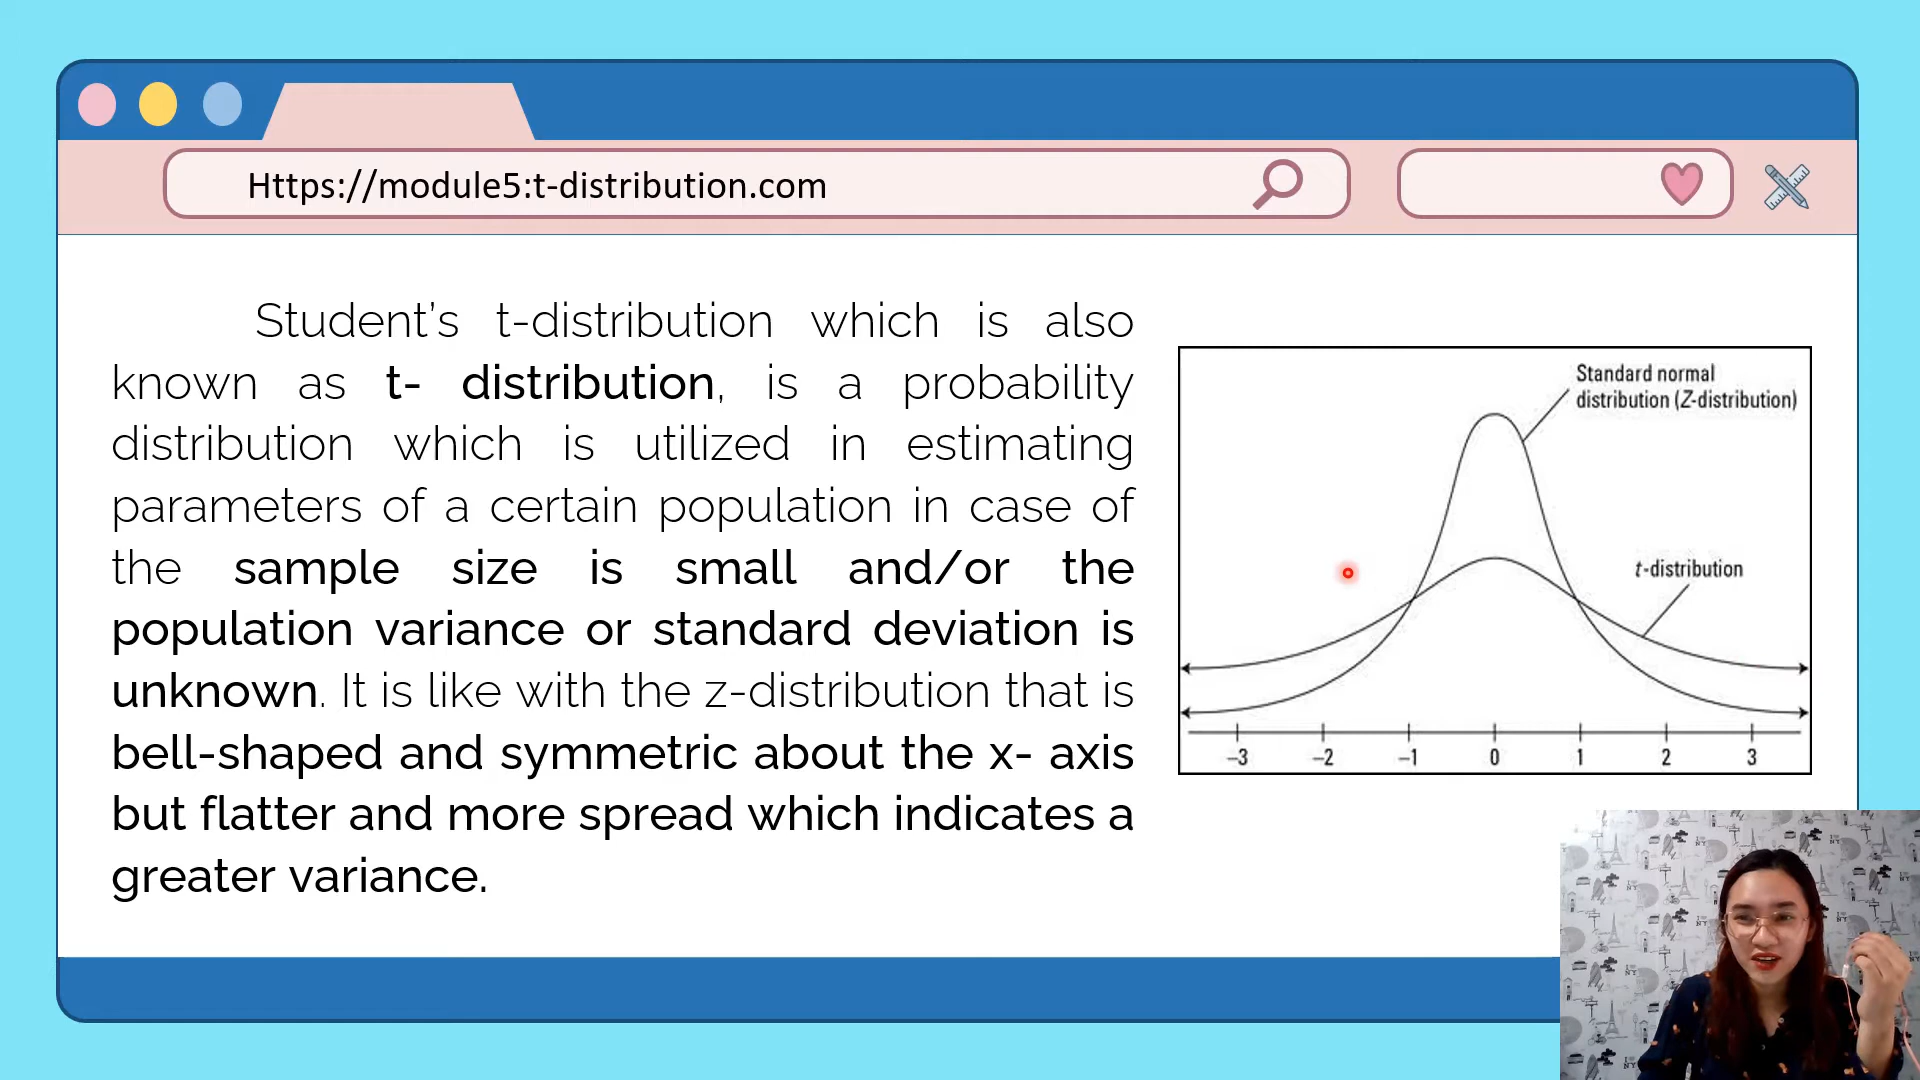 Https://module5:t-distribution.com
Student’s t-distribution which is also
known as t- distribution, is a probability
distribution which is utilized in estimating
parameters of a certain population in case of
the sample size is small and/or the
population variance or standard deviation is
unknown. It is like with the z-distribution that is
bell-shaped and symmetric about the x- axis
but flatter and more spread which indicates a
greater variance.
Standard normal
distribution (Z-distribution)
t-distribution
–3 –2 –1 0 1 2 3